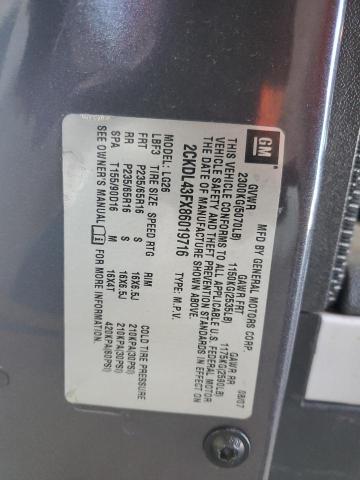 GM
MFD BY GENERAL MOTORS CORP. 08/07
GVWR GAWR FRT GAWR RR
2300KG(5070LB) 1150KG(2535LB) 1175KG(2590LB)
THIS VEHICLE CONFORMS TO ALL APPLICABLE U.S. FEDERAL MOTOR
VEHICLE SAFETY AND THEFT PREVENTION STANDARDS IN EFFECT ON
THE DATE OF MANUFACTURE SHOWN ABOVE.
2CKDL43FX86019716 TYPE: M.P.V.
MODEL: LG26
LBF3 TIRE SIZE SPEED RTG RIM COLD TIRE PRESSURE
FRT P235/65R16 S 16X6.5J 210KPA(30PSI)
RR P235/65R16 S 16X6.5J 210KPA(30PSI)
SPA T155/90D16 M 16X4T 420KPA(60PSI)
SEE OWNER'S MANUAL